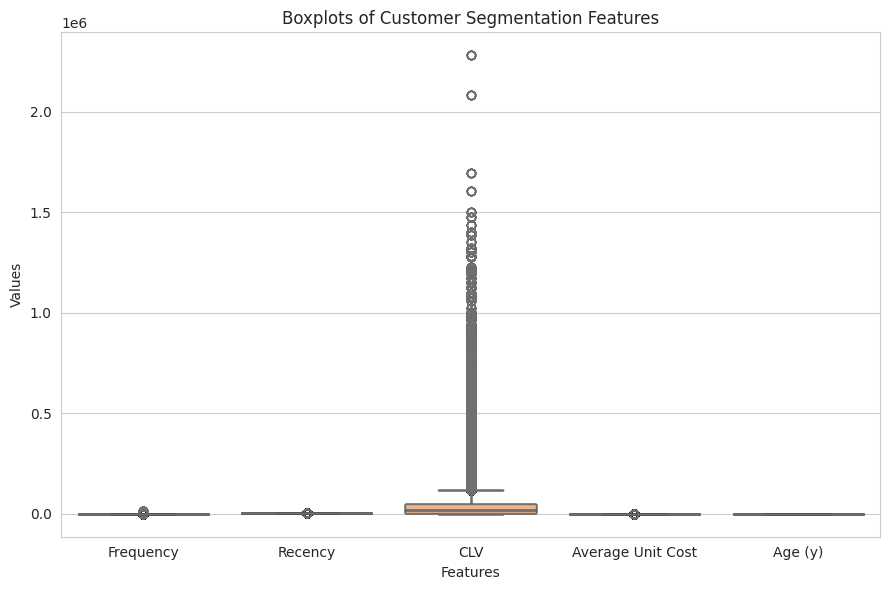 Boxplots of Customer Segmentation Features
1e6
2.0
1.5
1.0
0.5
0.0
Values
Frequency Recency CLV Average Unit Cost Age (y)
Features